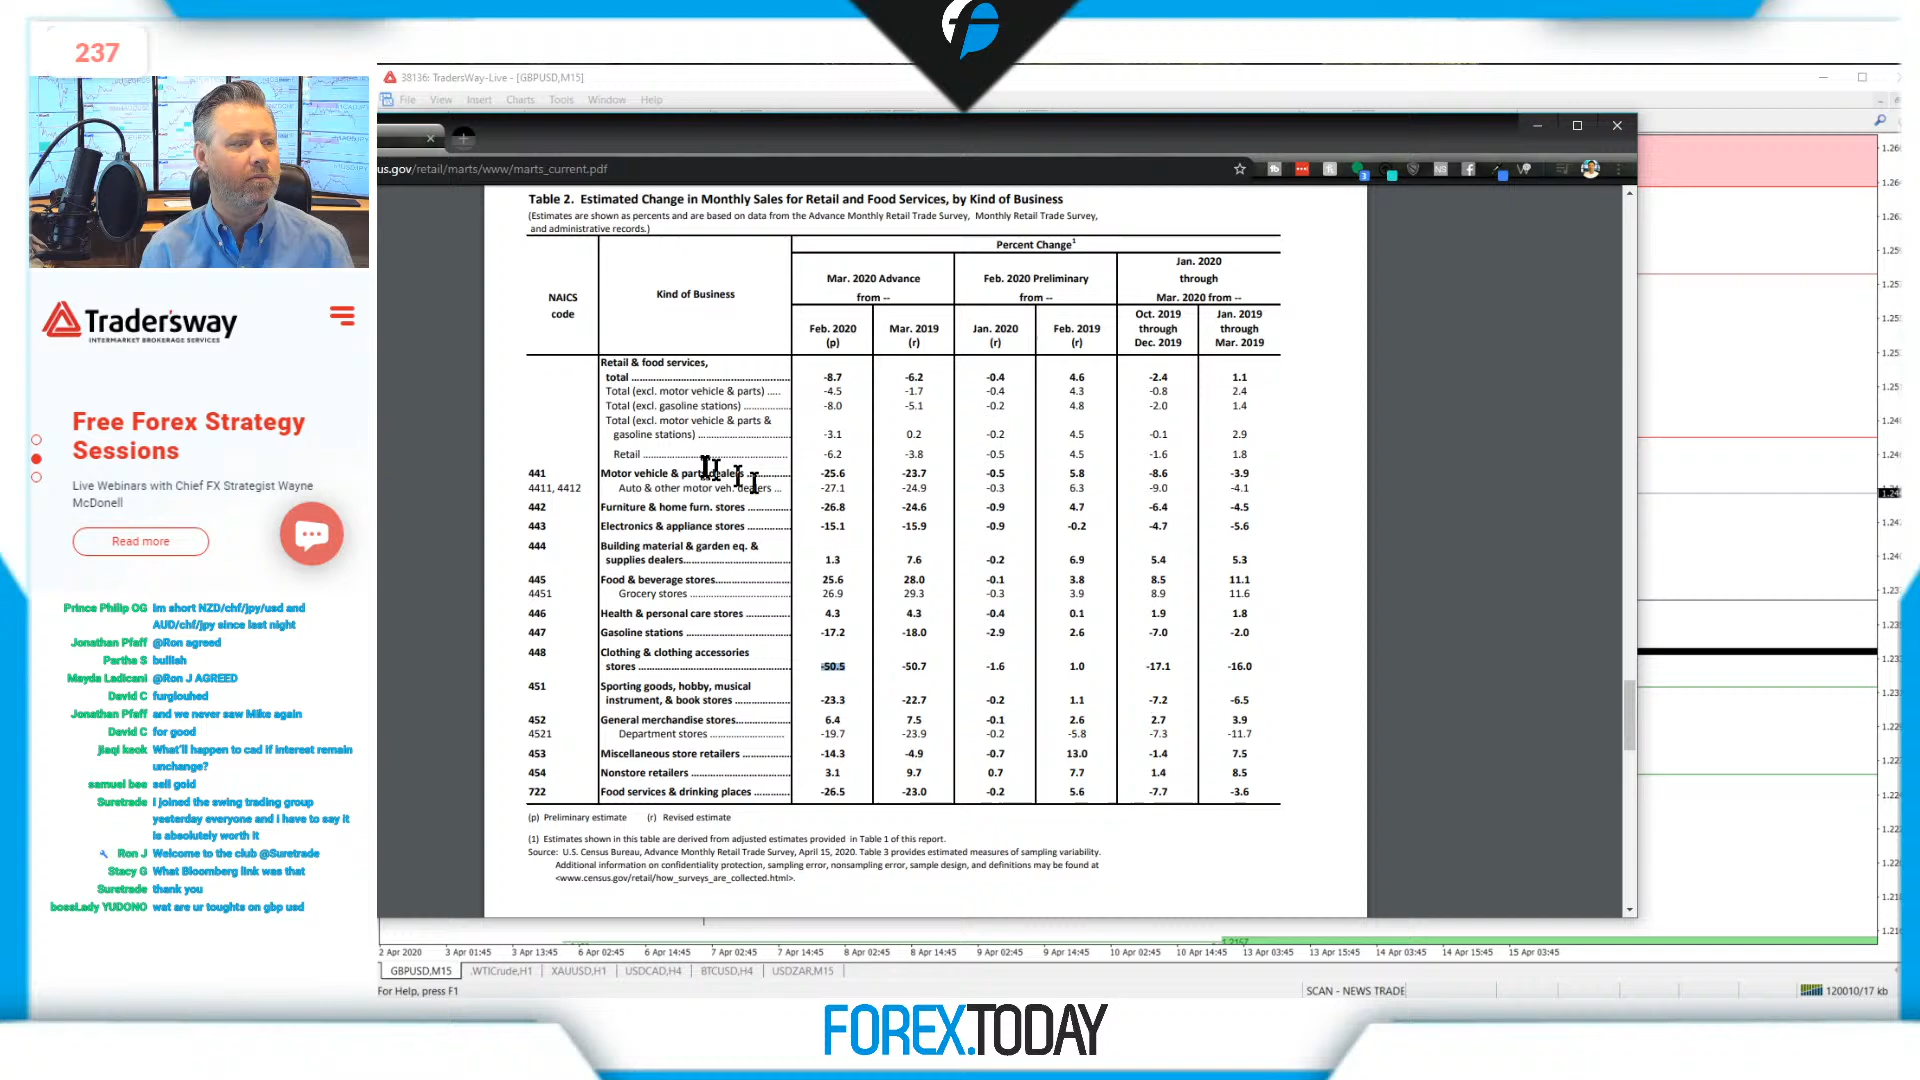 237
38136: TradersWay-Live - [GBPUSD,M15]
File View Insert Charts Tools Window Help
us.gov/retail/marts/www/marts_current.pdf
Table 2. Estimated Change in Monthly Sales for Retail and Food Services, by Kind of Business
(Estimates are shown as percents and are based on data from the Advance Monthly Retail Trade Survey, Monthly Retail Trade Survey,
and administrative records.)
NAICS code
Kind of Business
Percent Change1
Mar. 2020 Advance from --
Feb. 2020 Preliminary from --
Jan. 2020 through Mar. 2020 from --
Feb. 2020 (p)
Mar. 2019 (r)
Jan. 2020 (r)
Feb. 2019 (r)
Oct. 2019 through Dec. 2019
Jan. 2019 through Mar. 2019
Retail & food services,
total -8.7 -6.2 -0.4 4.6 -2.4 1.1
Total (excl. motor vehicle & parts) -4.5 -1.7 -0.4 4.3 -0.8 2.4
Total (excl. gasoline stations) -8.0 -5.1 -0.2 4.8 -2.0 1.4
Total (excl. motor vehicle & parts &
gasoline stations) -3.1 0.2 -0.2 4.5 -0.1 2.9
Retail -6.2 -3.8 -0.5 4.5 -1.6 1.8
441 Motor vehicle & parts dealers -25.6 -23.7 -0.5 5.8 -8.6 -3.9
4411, 4412 Auto & other motor veh. dealers -27.1 -24.9 -0.3 6.3 -9.0 -4.1
442 Furniture & home furn. stores -26.8 -24.6 -0.9 4.7 -6.4 -4.5
443 Electronics & appliance stores -15.1 -15.9 -0.9 -0.2 -4.7 -5.6
444 Building material & garden eq. &
supplies dealers 1.3 7.6 -0.2 6.9 5.4 5.3
445 Food & beverage stores 25.6 28.0 -0.1 3.8 8.5 11.1
4451 Grocery stores 26.9 29.3 -0.3 3.9 8.9 11.6
446 Health & personal care stores 4.3 4.3 -0.4 0.1 1.9 1.8
447 Gasoline stations -17.2 -18.0 -2.9 2.6 -7.0 -2.0
448 Clothing & clothing accessories
stores -50.5 -50.7 -1.6 1.0 -17.1 -16.0
451 Sporting goods, hobby, musical
instrument, & book stores -23.3 -22.7 -0.2 1.1 -7.2 -6.5
452 General merchandise stores 6.4 7.5 -0.1 2.6 2.7 3.9
4521 Department stores -19.7 -23.9 -0.2 -5.8 -7.3 -11.7
453 Miscellaneous store retailers -14.3 -4.9 -0.7 13.0 -1.4 7.5
454 Nonstore retailers 3.1 9.7 0.7 7.7 1.4 8.5
722 Food services & drinking places -26.5 -23.0 -0.2 5.6 -7.7 -3.6
(p) Preliminary estimate (r) Revised estimate
(1) Estimates shown in this table are derived from adjusted estimates provided in Table 1 of this report.
Source: U.S. Census Bureau, Advance Monthly Retail Trade Survey, April 15, 2020. Table 3 provides estimated measures of sampling variability.
Additional information on confidentiality protection, sampling error, nonsampling error, sample design, and definitions may be found at
<www.census.gov/retail/how_surveys_are_collected.html>.
Trader'sway
INTERMARKET BROKERAGE SERVICES
Free Forex Strategy
Sessions
Live Webinars with Chief FX Strategist Wayne
McDonell
Read more
Prince Philip OG Im short NZD/chf/jpy/usd and
AUD/chf/jpy since last night
Jonathan Pfaff @Ron agreed
Partha S bullish
Mayda Ladicani @Ron J AGREED
David C furglouhed
Jonathan Pfaff and we never saw Mike again
David C for good
jiaqi keok What'll happen to cad if interest remain
unchange?
samuel bee sell gold
Suretrade I joined the swing trading group
yesterday everyone and i have to say it
is absolutely worth it
Ron J Welcome to the club @Suretrade
Stacy G What Bloomberg link was that
Suretrade thank you
bossLady YUDONO wat are ur toughts on gbp usd
2 Apr 2020 3 Apr 01:45 3 Apr 13:45 6 Apr 02:45 6 Apr 14:45 7 Apr 02:45 7 Apr 14:45 8 Apr 02:45 8 Apr 14:45 9 Apr 02:45 9 Apr 14:45 10 Apr 02:45 10 Apr 14:45 13 Apr 03:45 13 Apr 15:45 14 Apr 03:45 14 Apr 15:45 15 Apr 03:45
GBPUSD,M15 .WTICrude,H1 XAUUSD,H1 USDCAD,H4 BTCUSD,H4 USDZAR,M15
For Help, press F1
SCAN - NEWS TRADE
120010/17 kb
FOREX.TODAY